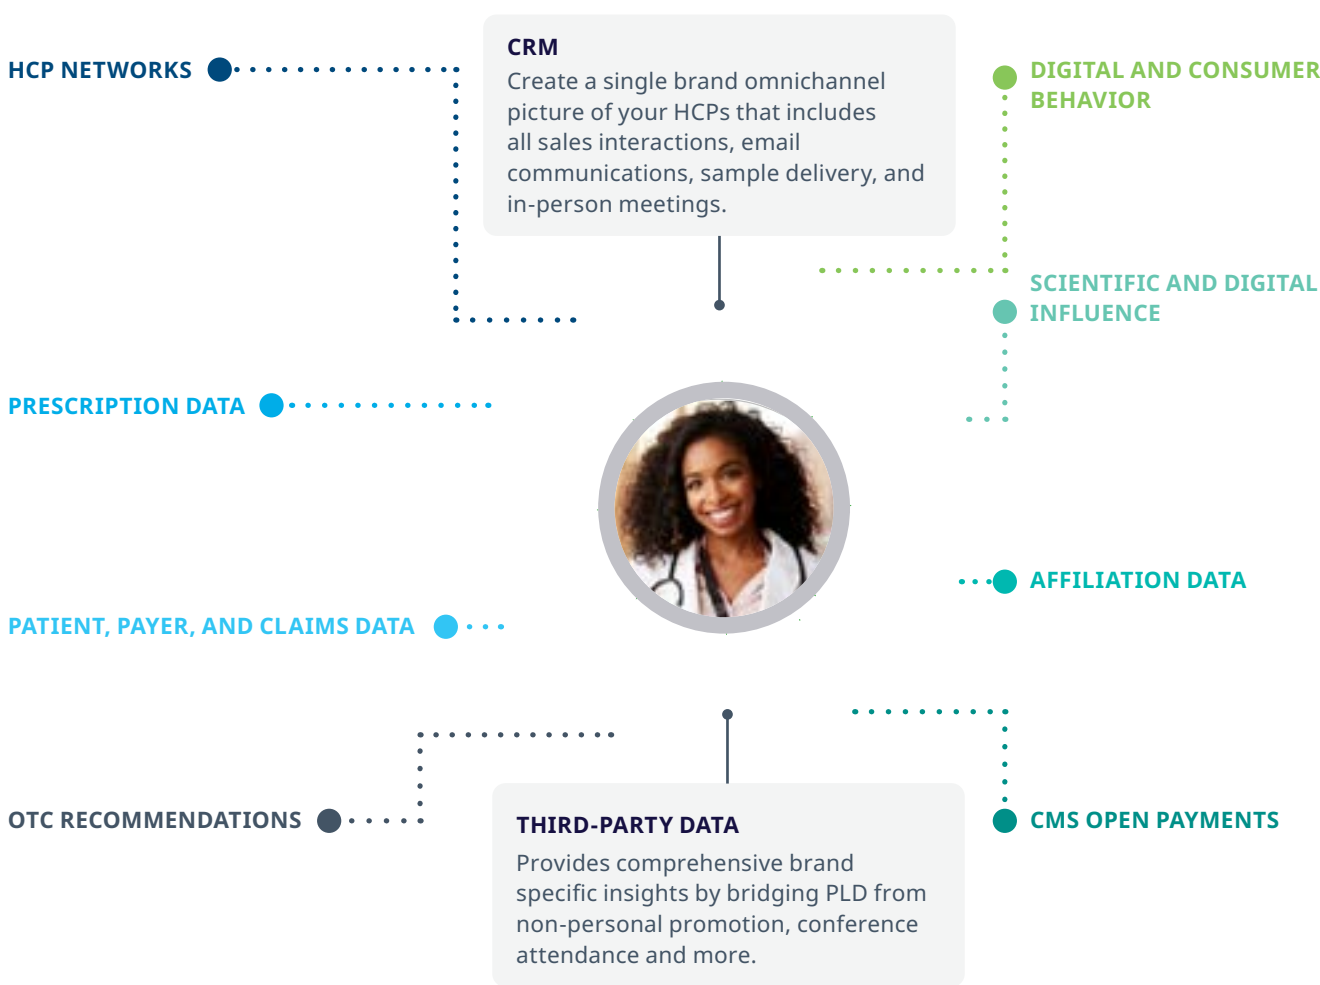 HCP NETWORKS
CRM
Create a single brand omnichannel
picture of your HCPs that includes
all sales interactions, email
communications, sample delivery, and
in-person meetings.
DIGITAL AND CONSUMER
BEHAVIOR
SCIENTIFIC AND DIGITAL
INFLUENCE
PRESCRIPTION DATA
AFFILIATION DATA
PATIENT, PAYER, AND CLAIMS DATA
OTC RECOMMENDATIONS
THIRD-PARTY DATA
Provides comprehensive brand
specific insights by bridging PLD from
non-personal promotion, conference
attendance and more.
CMS OPEN PAYMENTS